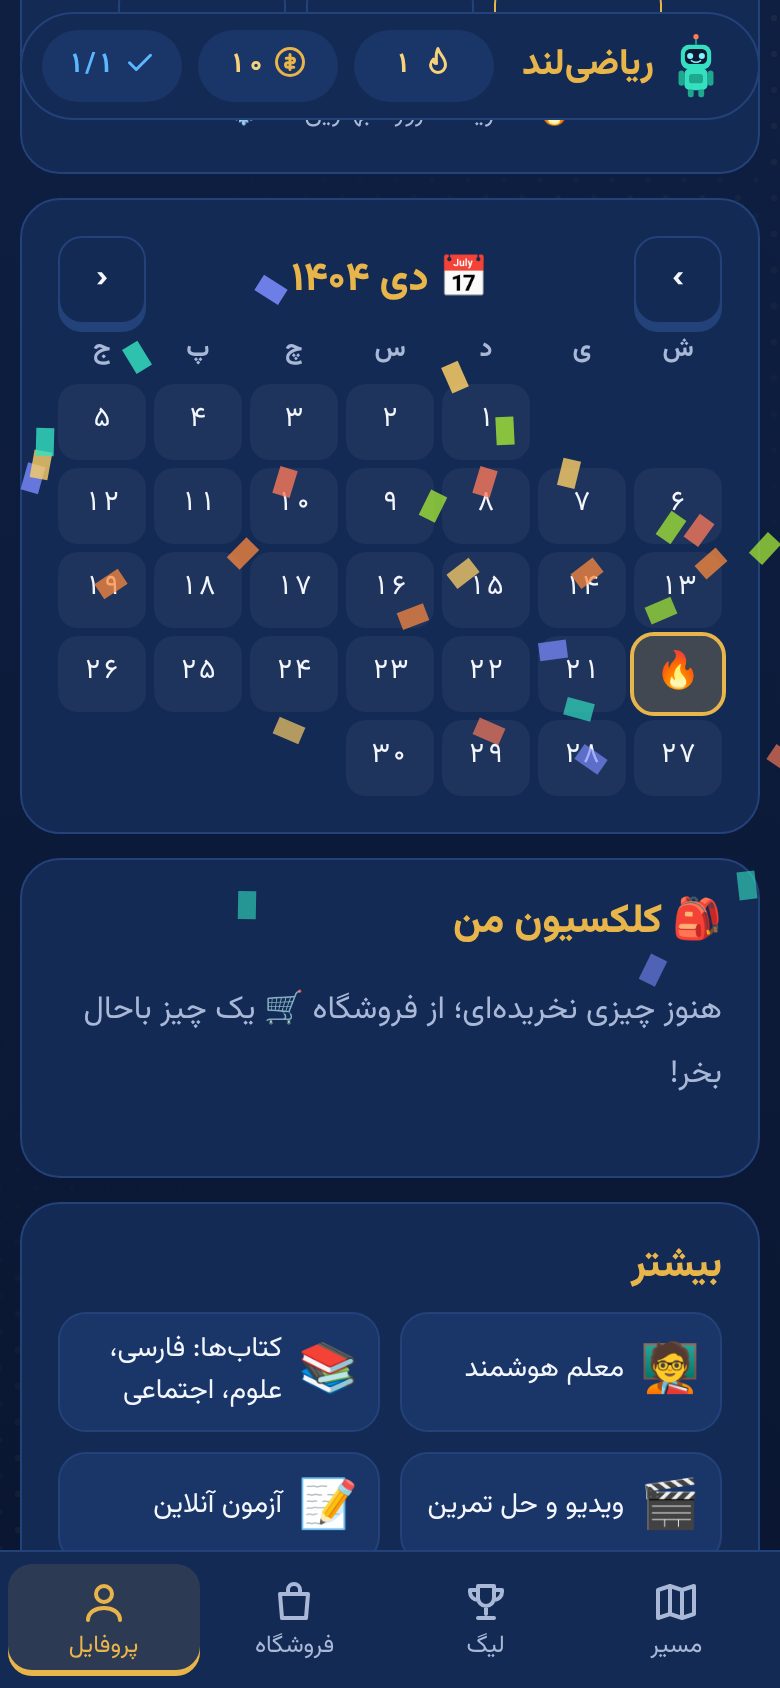 ریاضی‌لند
۱
۱۰
۱/۱
دی ۱۴۰۴
ش ی د س چ پ ج
۱ ۲ ۳ ۴ ۵
۶ ۷ ۸ ۹ ۱۰ ۱۱ ۱۲
۱۳ ۱۴ ۱۵ ۱۶ ۱۷ ۱۸ ۱۹
۲۱ ۲۲ ۲۳ ۲۴ ۲۵ ۲۶
۲۷ ۲۸ ۲۹ ۳۰
کلکسیون من
هنوز چیزی نخریده‌ای؛ از فروشگاه 🛒 یک چیز باحال
بخر!
بیشتر
معلم هوشمند
کتاب‌ها: فارسی،
علوم، اجتماعی
ویدیو و حل تمرین
آزمون آنلاین
مسیر
لیگ
فروشگاه
پروفایل